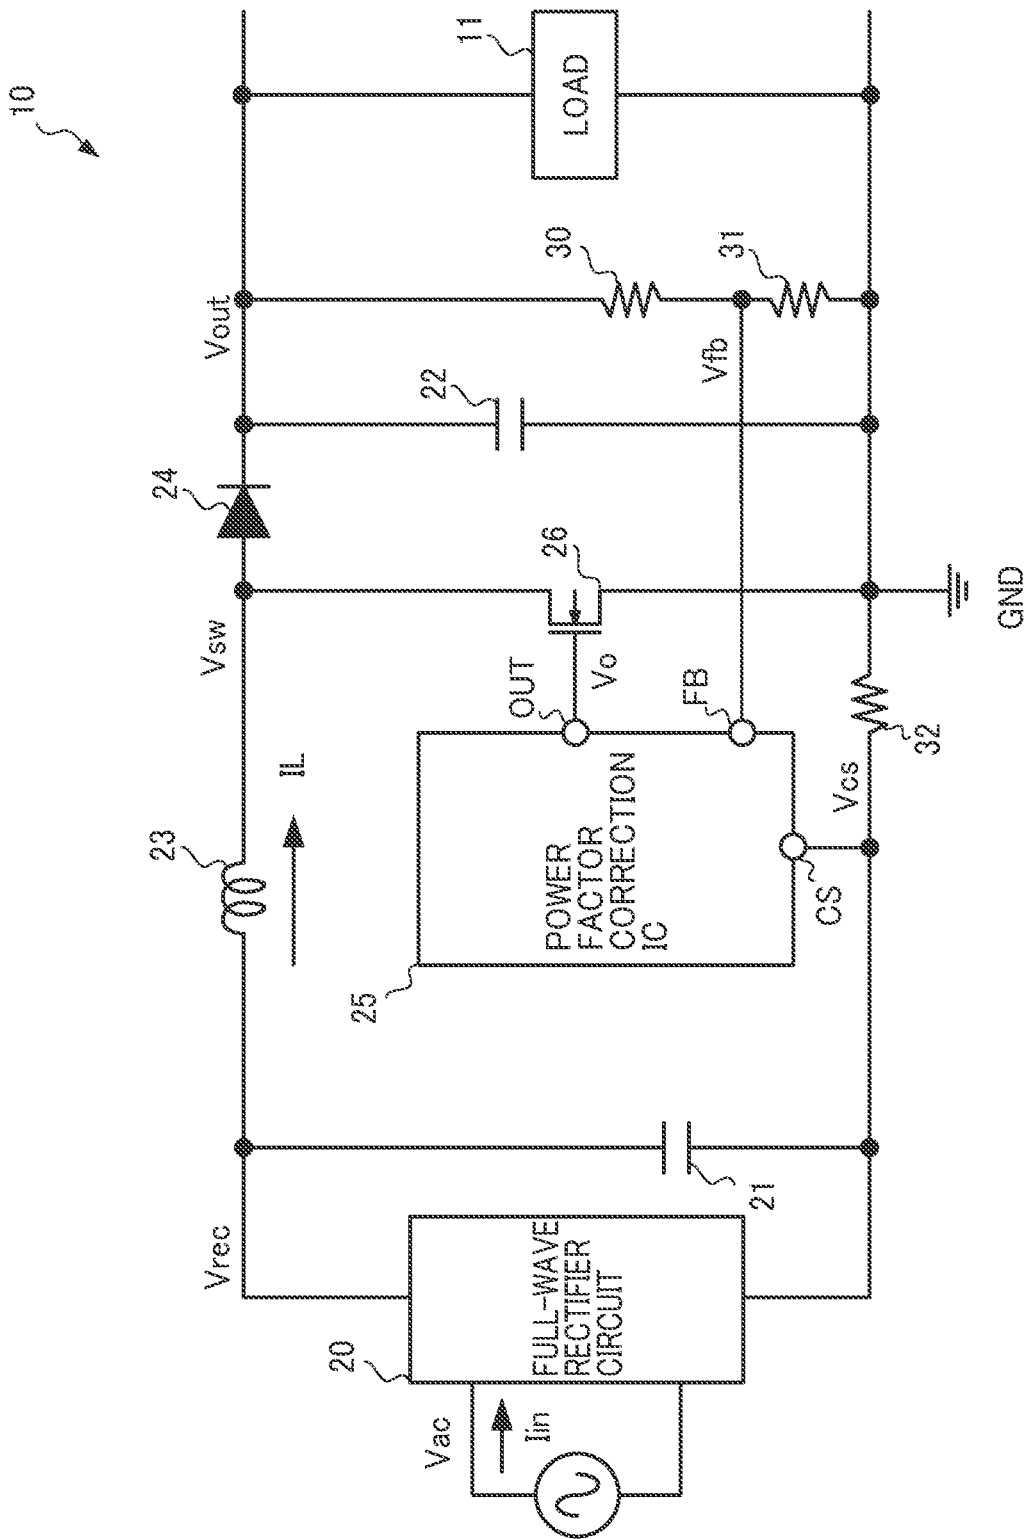 10
Vrec
23
IL
Vsw
24
Vout
22
30
11
LOAD
Vac
Iin
20
FULL-WAVE
RECTIFIER
CIRCUIT
21
25
POWER
FACTOR
CORRECTION
IC
OUT
Vo
26
FB
Vfb
31
CS
Vcs
32
GND